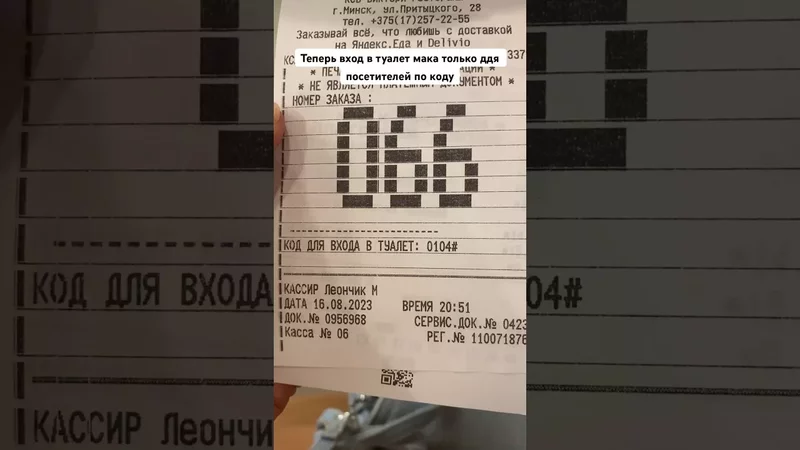 г.Минск, ул.Притыцкого, 28
тел. +375(17)257-22-55
Заказывай всё, что любишь с доставкой
на Яндекс.Еда и Delivio
Теперь вход в туалет мака только ддя
посетителей по коду
* НЕ ЯВЛЯЕТСЯ ПЛАТЕЖНЫМ ДОКУМЕНТОМ *
НОМЕР ЗАКАЗА :
066
КОД ДЛЯ ВХОДА В ТУАЛЕТ: 0104#
КАССИР Леончик М
ДАТА 16.08.2023 ВРЕМЯ 20:51
ДОК.№ 0956968 СЕРВИС.ДОК.№ 0423
Касса № 06 РЕГ.№ 110071876
КОД ДЛЯ ВХОДА
04#
КАССИР Леончи